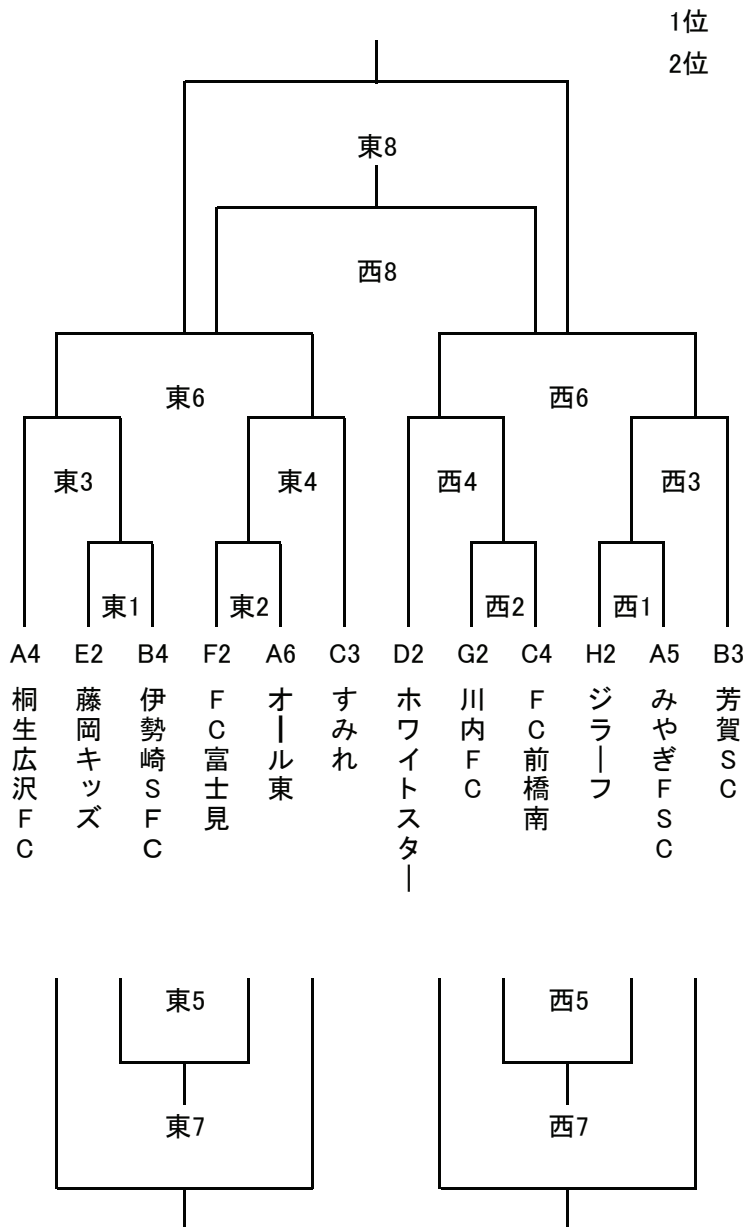 1位
2位
東8
西8
東6
西6
東3
東4
西4
西3
東1
東2
西2
西1
A4
E2
B4
F2
A6
C3
D2
G2
C4
H2
A5
B3
桐生広沢FC
藤岡キッズ
伊勢崎SFC
FC富士見
オール東
すみれ
ホワイトスター
川内FC
FC前橋南
ジラーフ
みやぎFSC
芳賀SC
東5
西5
東7
西7